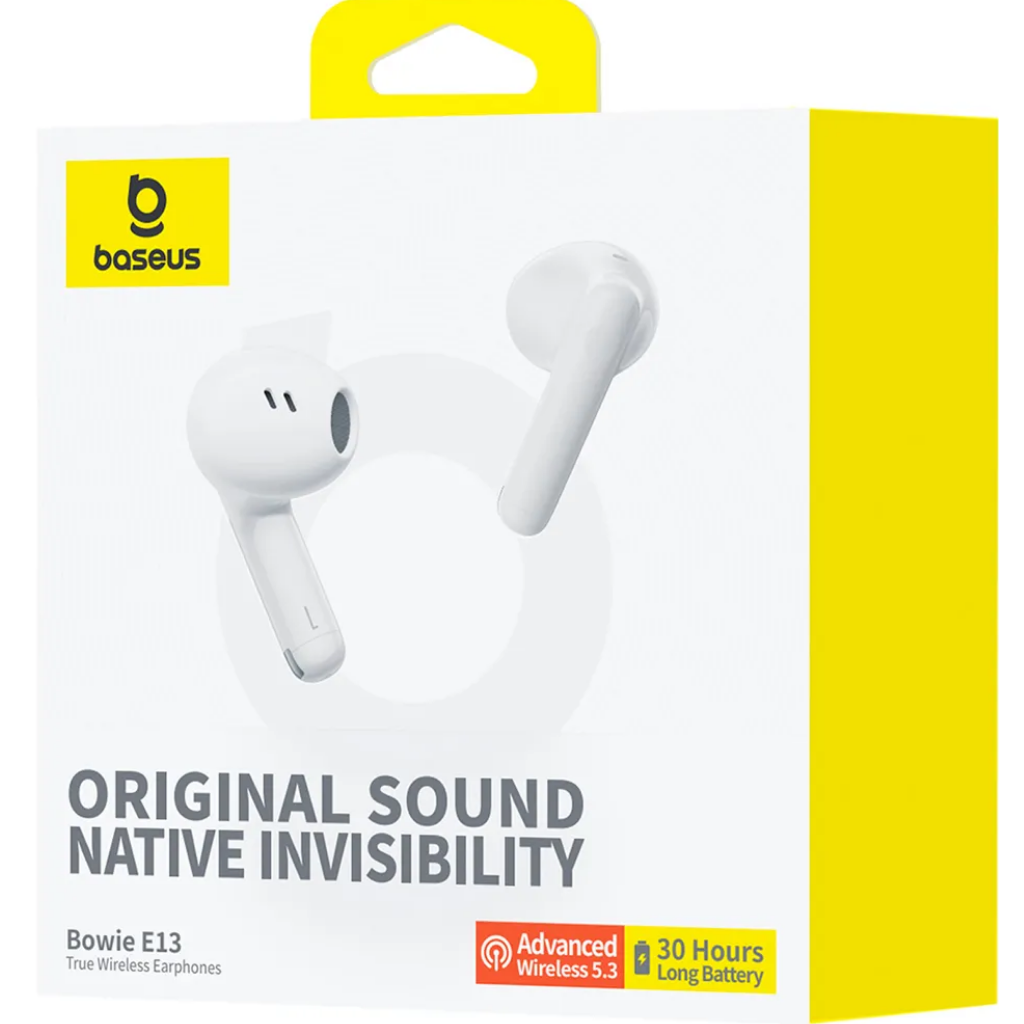 baseus
L
ORIGINAL SOUND
NATIVE INVISIBILITY
Bowie E13
True Wireless Earphones
Advanced
Wireless 5.3
30 Hours
Long Battery